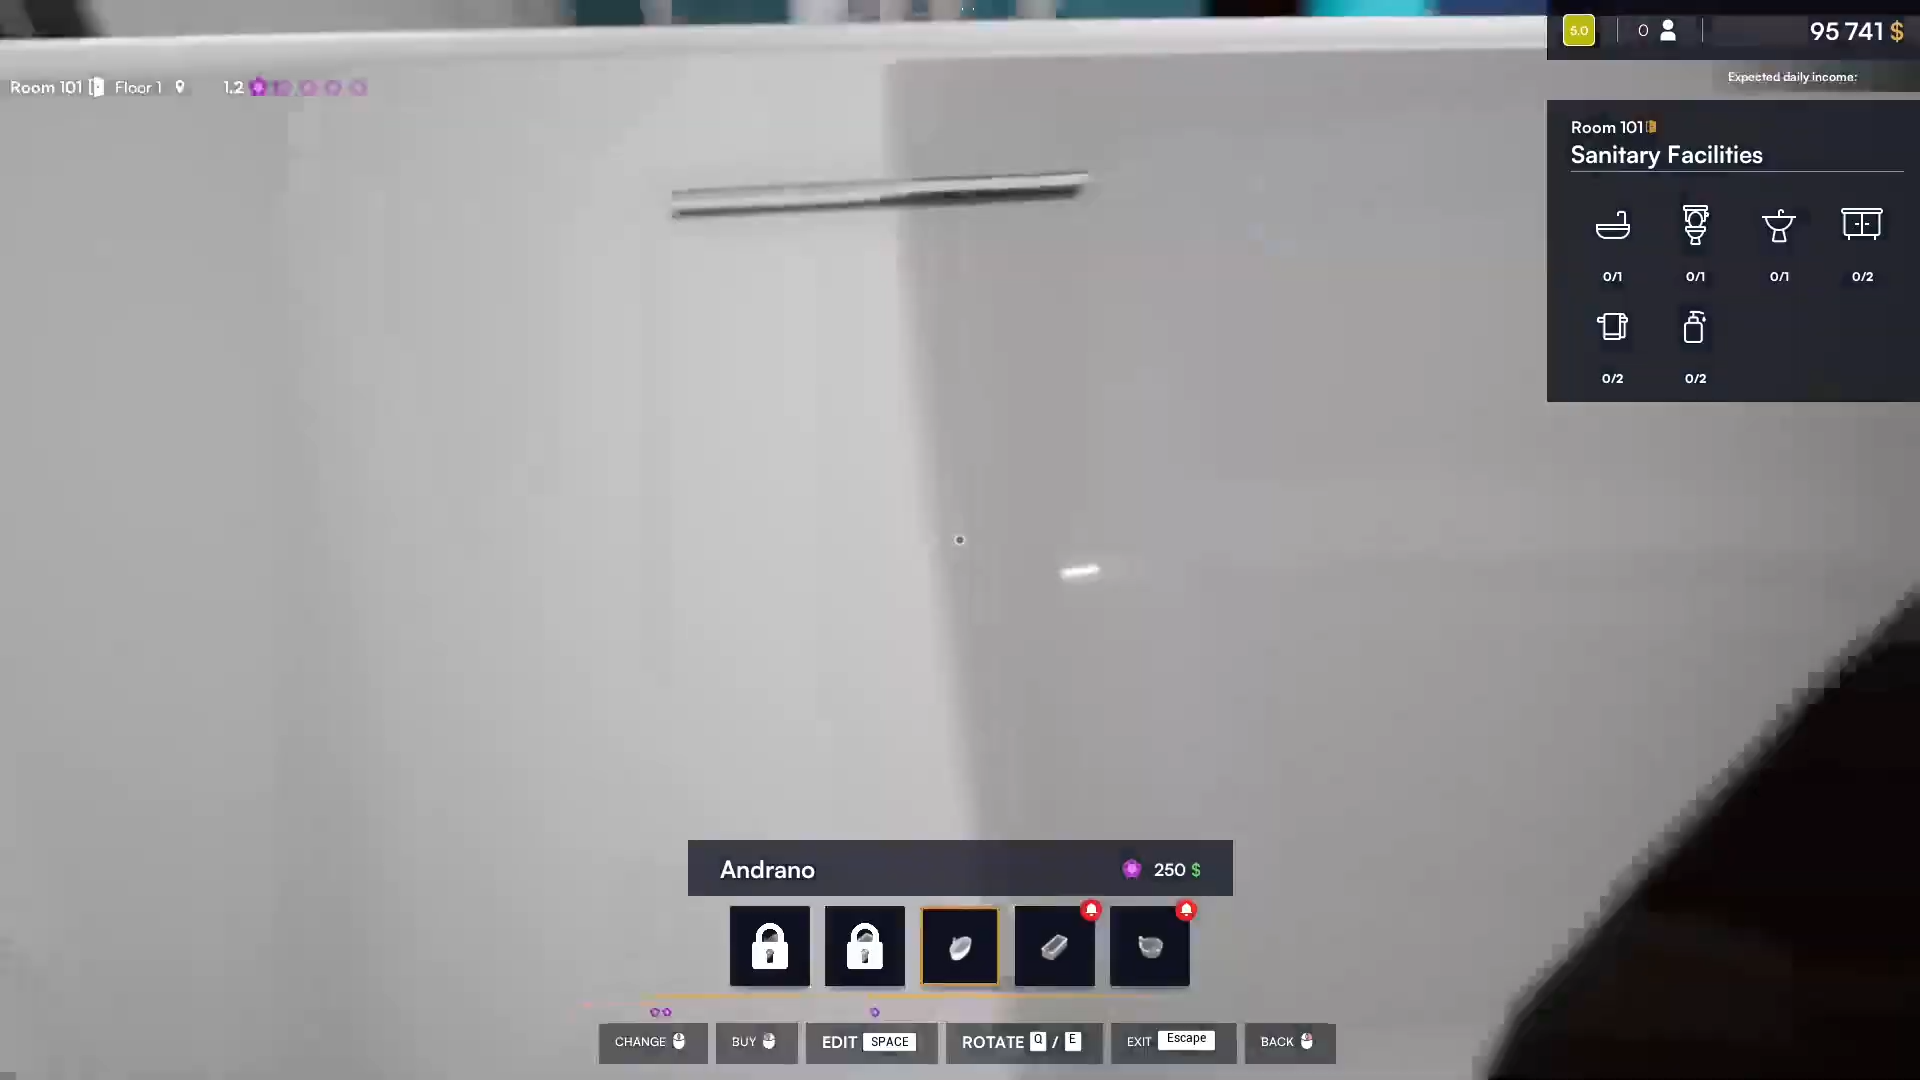 5.0 0 95 741 $
Expected daily income:
Room 101 Floor 1 1.2
Room 101
Sanitary Facilities
0/1 0/1 0/1 0/2
0/2 0/2
Andrano 250 $
CHANGE BUY EDIT SPACE ROTATE Q / E EXIT Escape BACK